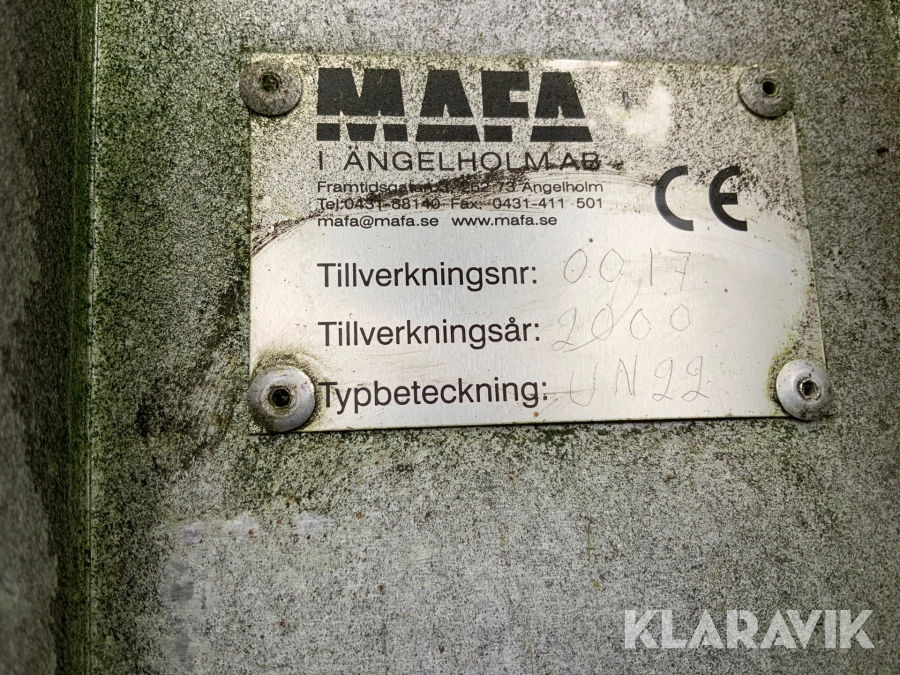 MAFA
I ÄNGELHOLM AB
Framtidsgatan 262 73 Ängelholm
Tel:0431-88140 Fax: 0431-411 501
mafa@mafa.se www.mafa.se
CE
Tillverkningsnr: 0017
Tillverkningsår: 2000
Typbeteckning: UN22
KLARAVIK